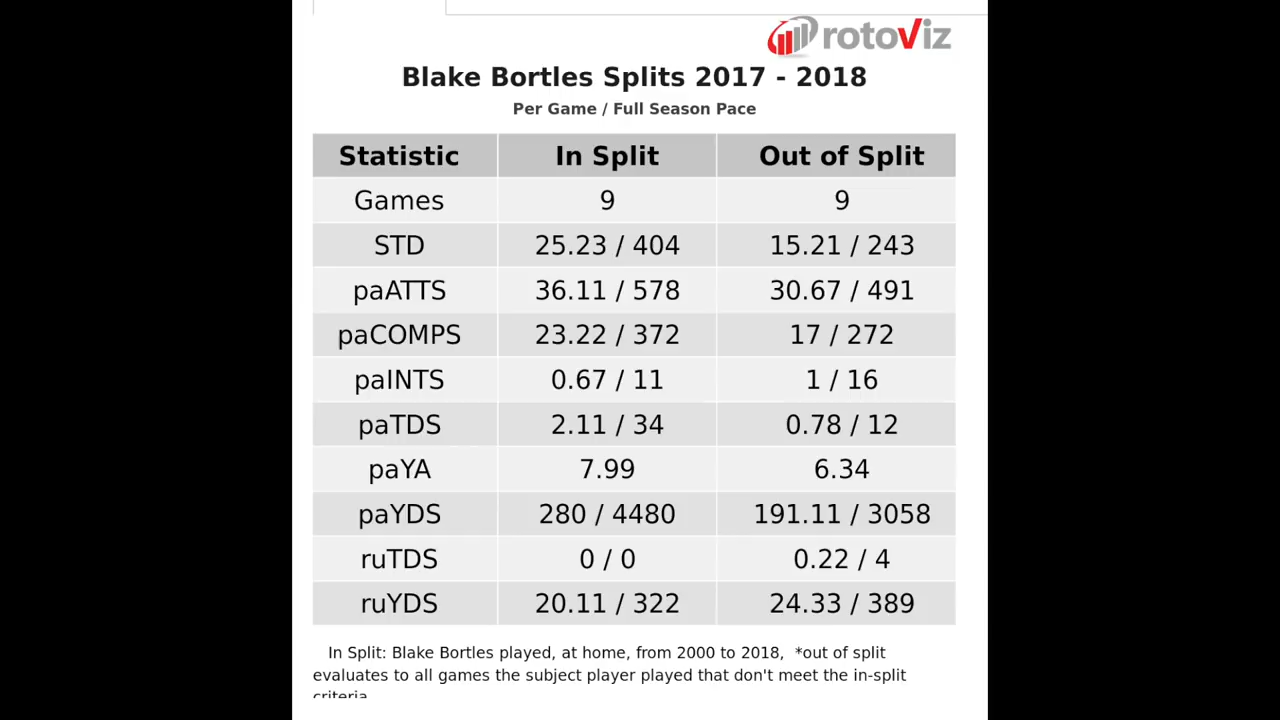 rotoViz
Blake Bortles Splits 2017 - 2018
Per Game / Full Season Pace
Statistic In Split Out of Split
Games 9 9
STD 25.23 / 404 15.21 / 243
paATTS 36.11 / 578 30.67 / 491
paCOMPS 23.22 / 372 17 / 272
paINTS 0.67 / 11 1 / 16
paTDS 2.11 / 34 0.78 / 12
paYA 7.99 6.34
paYDS 280 / 4480 191.11 / 3058
ruTDS 0 / 0 0.22 / 4
ruYDS 20.11 / 322 24.33 / 389
In Split: Blake Bortles played, at home, from 2000 to 2018, *out of split
evaluates to all games the subject player played that don't meet the in-split
criteria